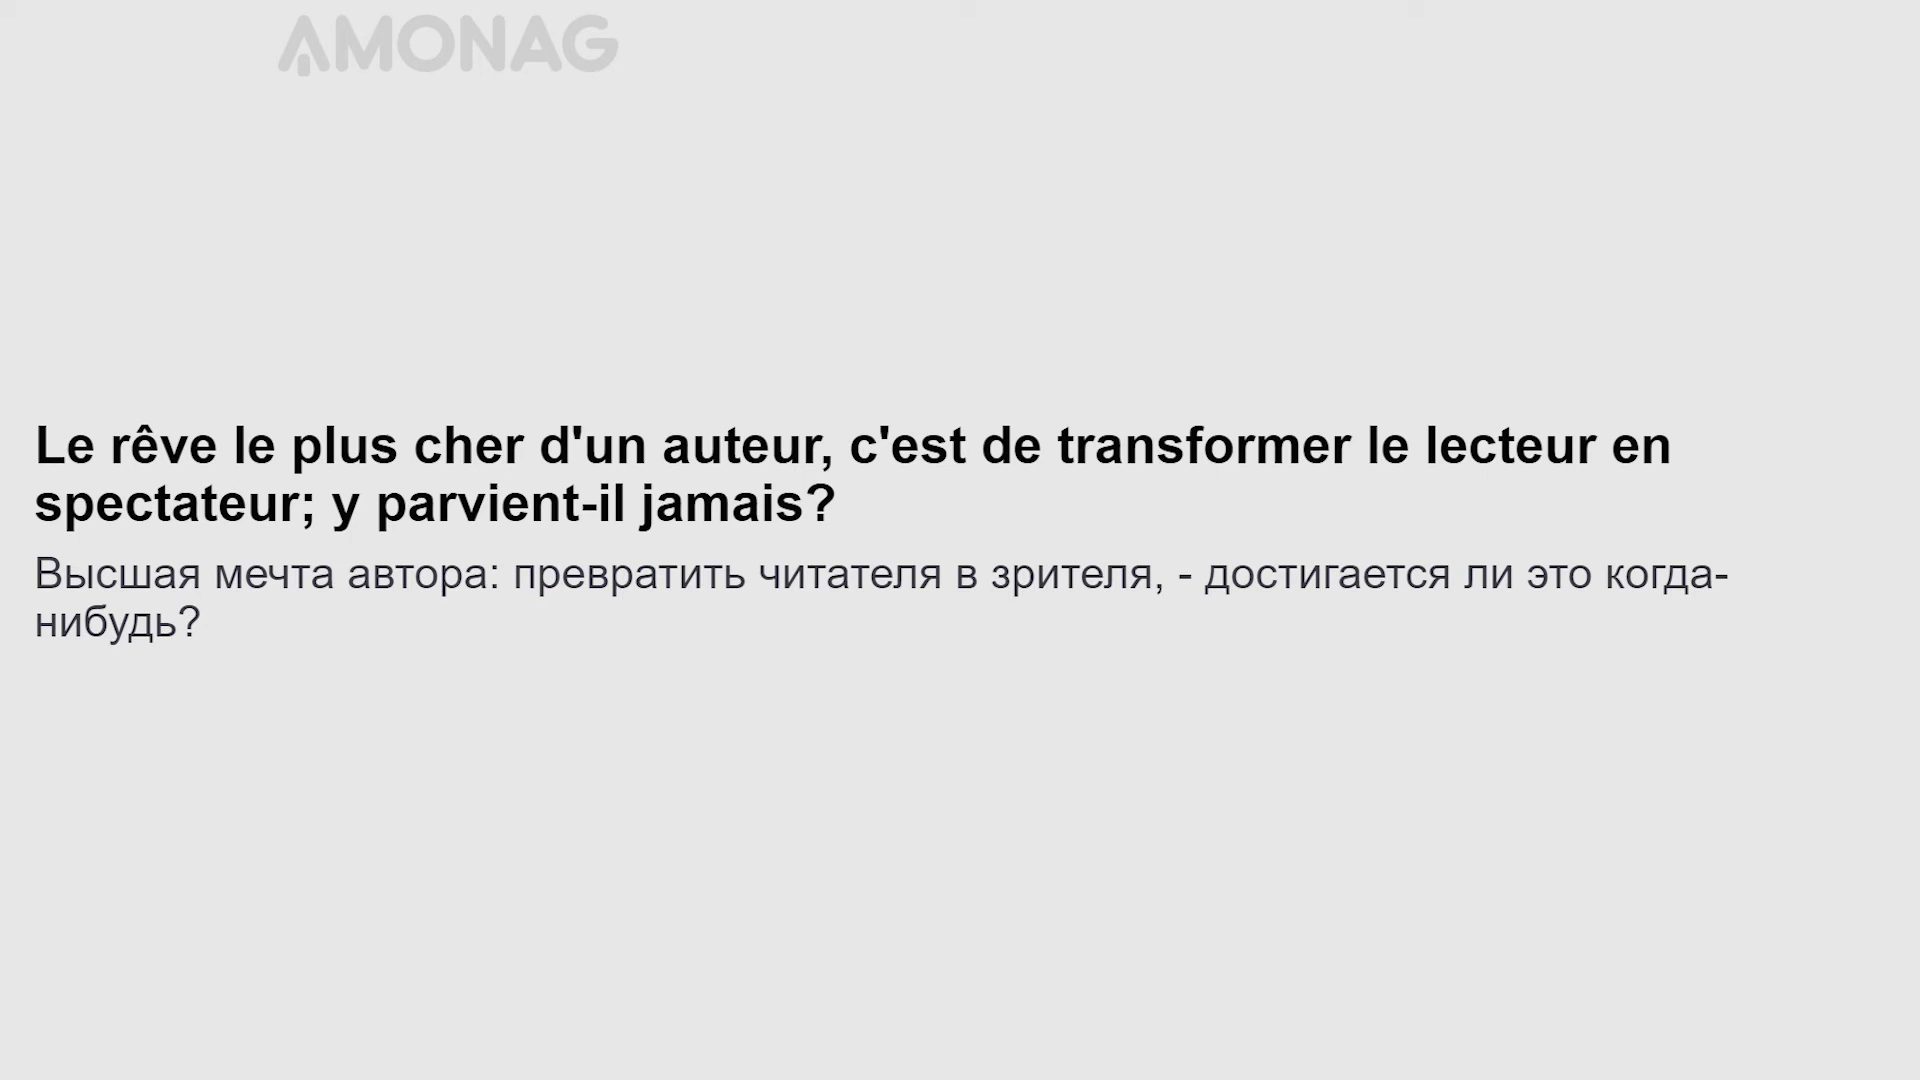 AMONAG
Le rêve le plus cher d'un auteur, c'est de transformer le lecteur en
spectateur; y parvient-il jamais?
Высшая мечта автора: превратить читателя в зрителя, - достигается ли это когда-
нибудь?